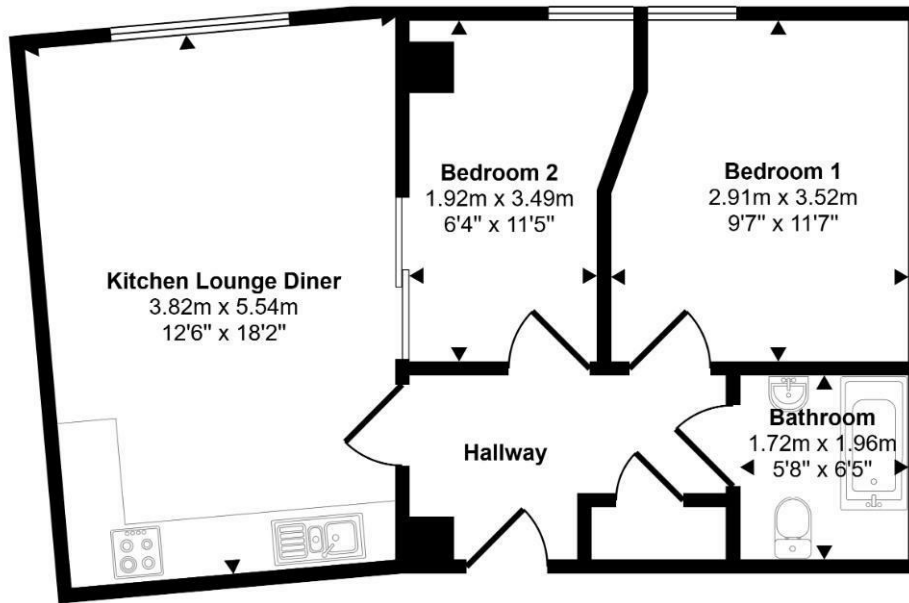 Bedroom 2
1.92m x 3.49m
6'4" x 11'5"
Bedroom 1
2.91m x 3.52m
9'7" x 11'7"
Kitchen Lounge Diner
3.82m x 5.54m
12'6" x 18'2"
Hallway
Bathroom
1.72m x 1.96m
5'8" x 6'5"